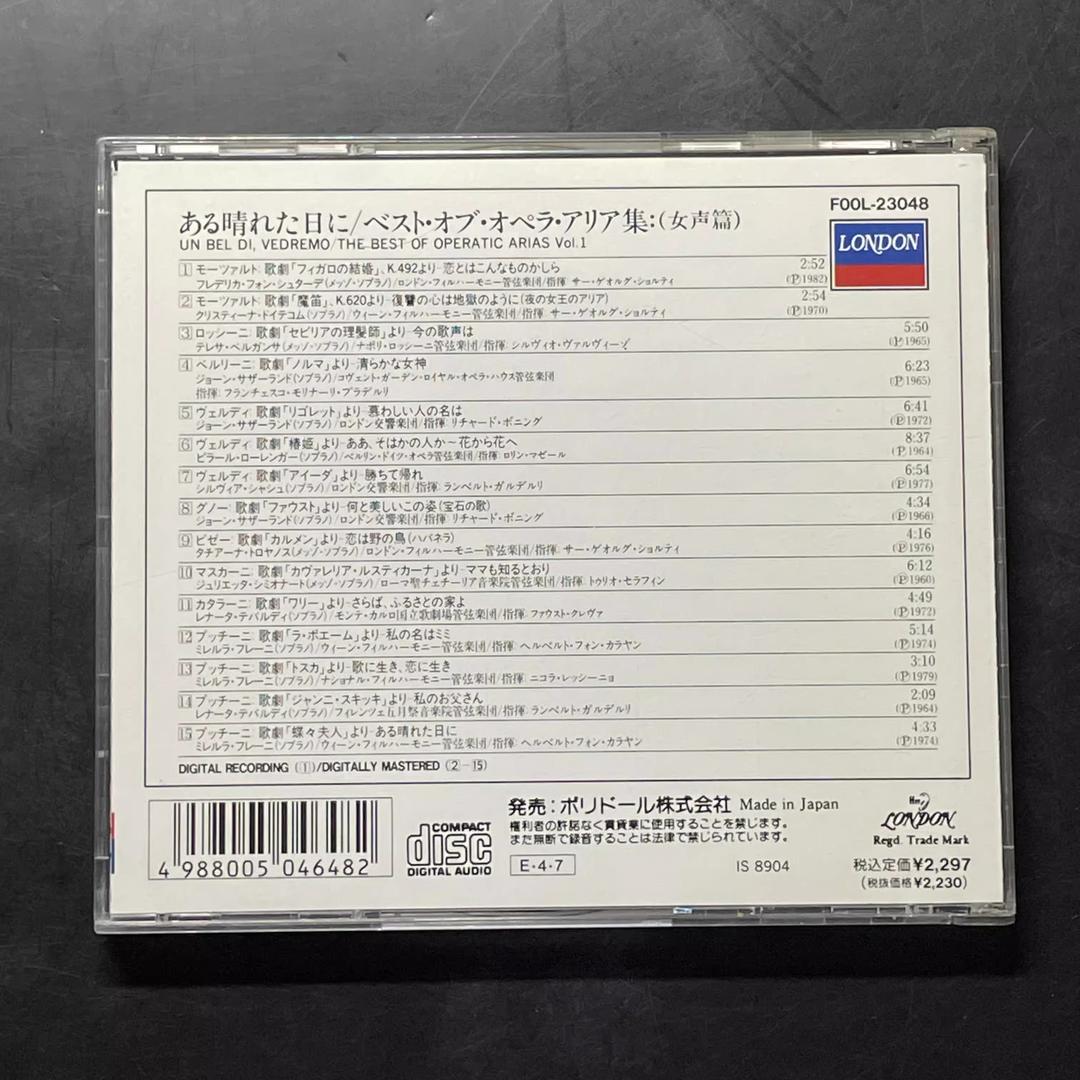 ある晴れた日に/ベスト・オブ・オペラ・アリア集:(女声篇)
UN BEL DI, VEDREMO/THE BEST OF OPERATIC ARIAS Vol.1
F00L-23048
LONDON
1 モーツァルト: 歌劇「フィガロの結婚」、K.492より-恋とはこんなものかしら 2:52
フレデリカ・フォン・シュターデ(メッゾ・ソプラノ)/ロンドン・フィルハーモニー管弦楽団/指揮: サー・ゲオルグ・ショルティ (Ⓟ1982)
2 モーツァルト: 歌劇「魔笛」、K.620より-復讐の心は地獄のように(夜の女王のアリア) 2:54
クリスティーナ・ドイテコム(ソプラノ)/ウィーン・フィルハーモニー管弦楽団/指揮: サー・ゲオルグ・ショルティ (Ⓟ1970)
3 ロッシーニ: 歌劇「セビリアの理髪師」より-今の歌声は 5:50
テレサ・ベルガンサ(メッゾ・ソプラノ)/ナポリ・ロッシーニ管弦楽団/指揮: シルヴィオ・ヴァルヴィーゾ (Ⓟ1965)
4 ベルリーニ: 歌劇「ノルマ」より-清らかな女神 6:23
ジョーン・サザーランド(ソプラノ)/コヴェント・ガーデン・ロイヤル・オペラ・ハウス管弦楽団 (Ⓟ1965)
指揮: フランチェスコ・モリナーリ・プラデルリ
5 ヴェルディ: 歌劇「リゴレット」より-慕わしい人の名は 6:41
ジョーン・サザーランド(ソプラノ)/ロンドン交響楽団/指揮: リチャード・ボニング (Ⓟ1972)
6 ヴェルディ: 歌劇「椿姫」より-ああ、そはかの人か～花から花へ 8:37
ピラール・ローレンガー(ソプラノ)/ベルリン・ドイツ・オペラ管弦楽団/指揮: ロリン・マゼール (Ⓟ1964)
7 ヴェルディ: 歌劇「アイーダ」より-勝ちて帰れ 6:54
シルヴィア・シャシュ(ソプラノ)/ロンドン交響楽団/指揮: ランベルト・ガルデルリ (Ⓟ1977)
8 グノー: 歌劇「ファウスト」より-何と美しいこの姿(宝石の歌) 4:34
ジョーン・サザーランド(ソプラノ)/ロンドン交響楽団/指揮: リチャード・ボニング (Ⓟ1966)
9 ビゼー: 歌劇「カルメン」より-恋は野の鳥(ハバネラ) 4:16
タチアーナ・トロヤノス(メッゾ・ソプラノ)/ロンドン・フィルハーモニー管弦楽団/指揮: サー・ゲオルグ・ショルティ (Ⓟ1976)
10 マスカーニ: 歌劇「カヴァレリア・ルスティカーナ」より-ママも知るとおり 6:12
ジュリエッタ・シミオナート(メッゾ・ソプラノ)/ローマ聖チェチーリア音楽院管弦楽団/指揮: トゥリオ・セラフィン (Ⓟ1960)
11 カタラーニ: 歌劇「ワリー」より-さらば、ふるさとの家よ 4:49
レナータ・テバルディ(ソプラノ)/モンテ・カルロ国立歌劇場管弦楽団/指揮: ファウスト・クレヴァ (Ⓟ1972)
12 プッチーニ: 歌劇「ラ・ボエーム」より-私の名はミミ 5:14
ミレルラ・フレーニ(ソプラノ)/ウィーン・フィルハーモニー管弦楽団/指揮: ヘルベルト・フォン・カラヤン (Ⓟ1974)
13 プッチーニ: 歌劇「トスカ」より-歌に生き、恋に生き 3:10
ミレルラ・フレーニ(ソプラノ)/ナショナル・フィルハーモニー管弦楽団/指揮: ニコラ・レッシーニョ (Ⓟ1979)
14 プッチーニ: 歌劇「ジャンニ・スキッキ」より-私のお父さん 2:09
レナータ・テバルディ(ソプラノ)/フィレンツェ五月祭音楽院管弦楽団/指揮: ランベルト・ガルデルリ (Ⓟ1964)
15 プッチーニ: 歌劇「蝶々夫人」より-ある晴れた日に 4:33
ミレルラ・フレーニ(ソプラノ)/ウィーン・フィルハーモニー管弦楽団/指揮: ヘルベルト・フォン・カラヤン (Ⓟ1974)
DIGITAL RECORDING (①)/DIGITALLY MASTERED (②-⑮)
4 988005 046482
COMPACT
disc
DIGITAL AUDIO
発売:ポリドール株式会社 Made in Japan
権利者の許諾なく賃貸業に使用することを禁じます。
また無断で録音することは法律で禁じられています。
E・4・7
IS 8904
LONDON
Regd. Trade Mark
税込定価¥2,297
(税抜価格¥2,230)